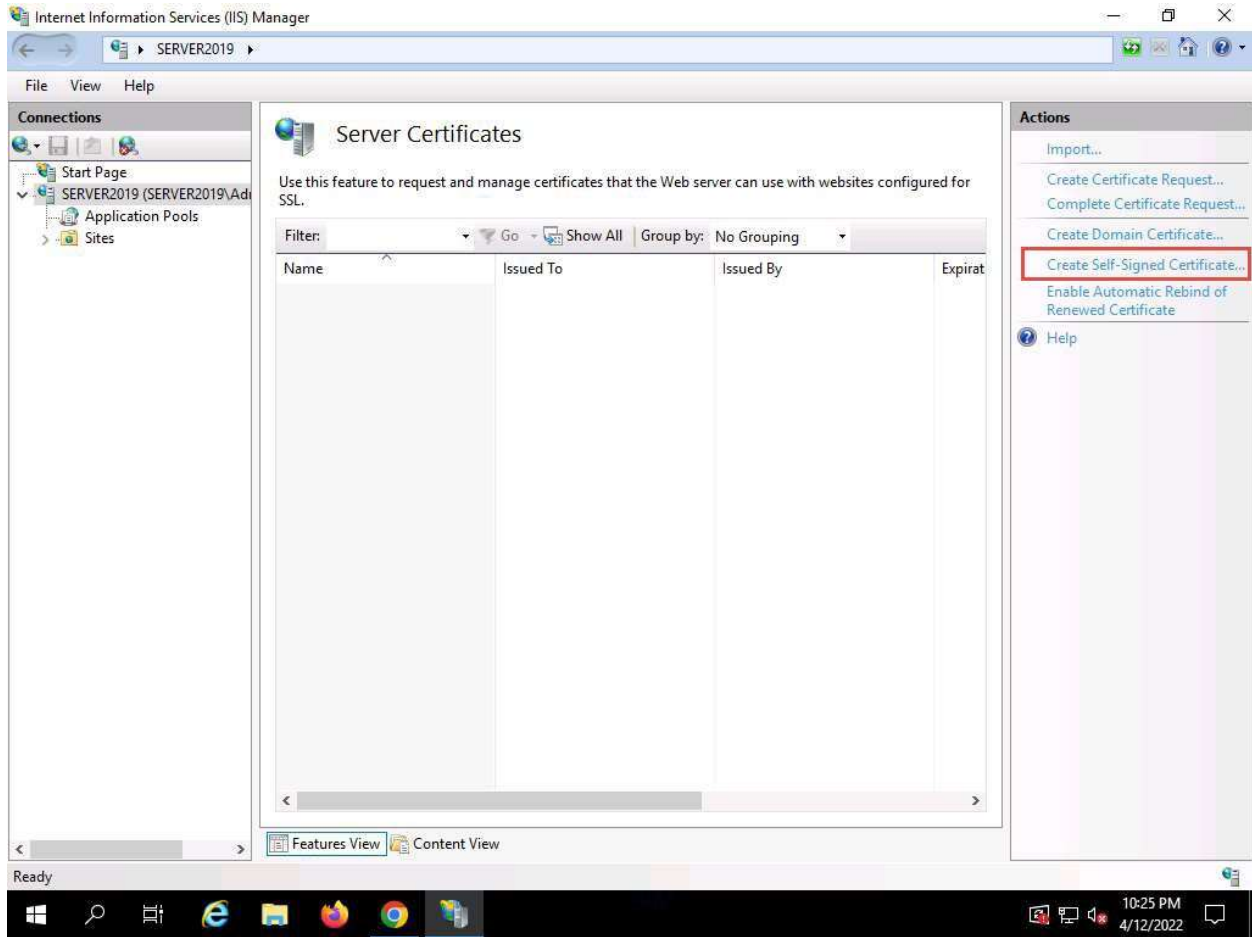 Internet Information Services (IIS) Manager
SERVER2019
File View Help
Connections
Start Page
SERVER2019 (SERVER2019\Adi
Application Pools
Sites
Server Certificates
Use this feature to request and manage certificates that the Web server can use with websites configured for
SSL.
Filter: Go Show All Group by: No Grouping
Name Issued To Issued By Expirat
Features View Content View
Actions
Import...
Create Certificate Request...
Complete Certificate Request...
Create Domain Certificate...
Create Self-Signed Certificate...
Enable Automatic Rebind of
Renewed Certificate
Help
Ready
10:25 PM
4/12/2022